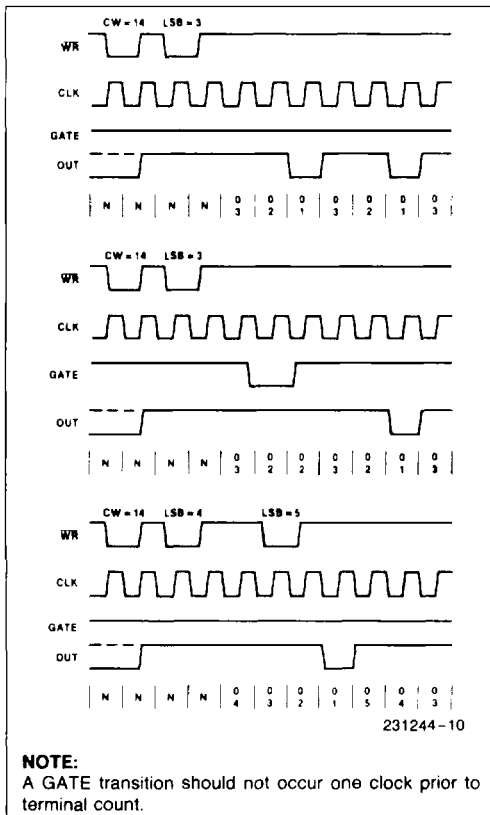 CW = 14 LSB = 3
WR
CLK
GATE
OUT
N N N N 0 0 0 0 0 0 0
3 2 1 3 2 1 3
CW = 14 LSB = 3
WR
CLK
GATE
OUT
N N N N 0 0 0 0 0 0 0
3 2 2 3 2 1 3
CW = 14 LSB = 4 LSB = 5
WR
CLK
GATE
OUT
N N N N 0 0 0 0 0 0 0
4 3 2 1 5 4 3
231244-10
NOTE:
A GATE transition should not occur one clock prior to
terminal count.